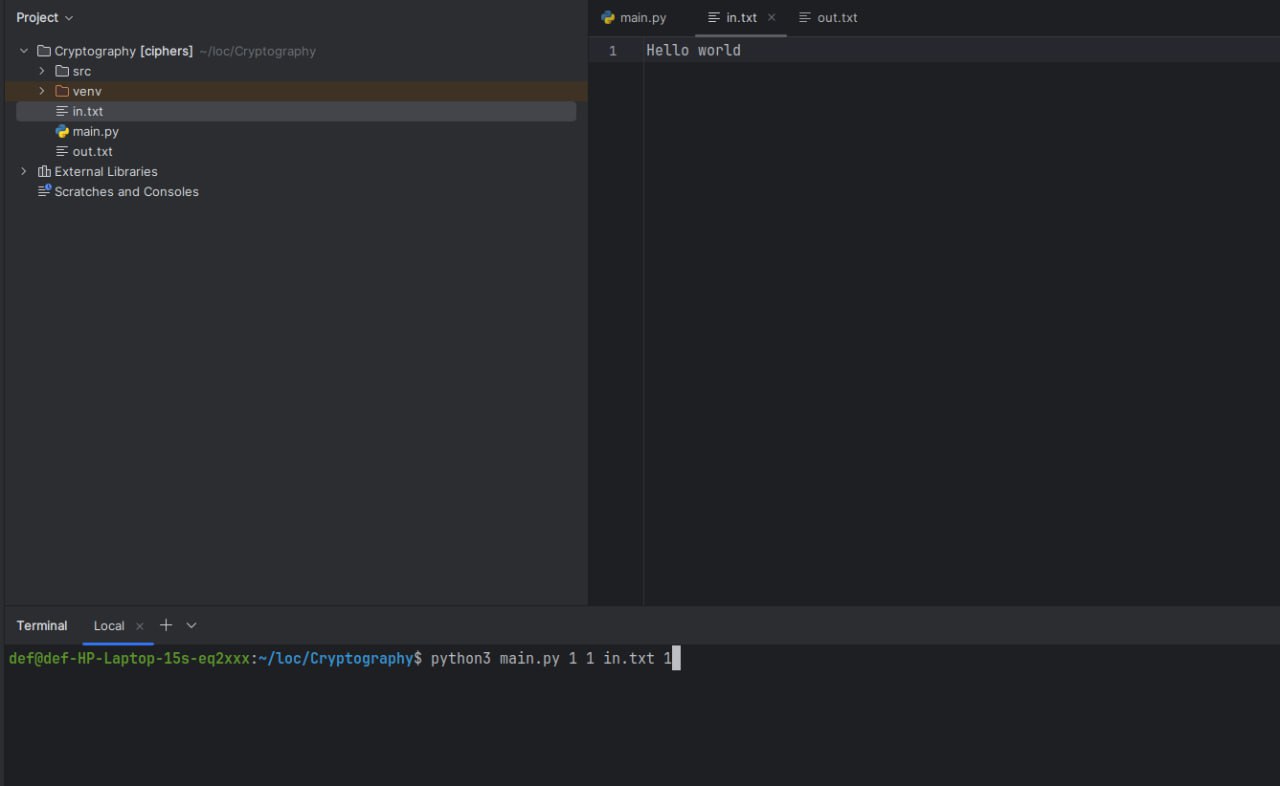 Project
Cryptography [ciphers] ~/loc/Cryptography
src
venv
in.txt
main.py
out.txt
External Libraries
Scratches and Consoles
main.py in.txt out.txt
1 Hello world
Terminal Local
def@def-HP-Laptop-15s-eq2xxx:~/loc/Cryptography$ python3 main.py 1 1 in.txt 1